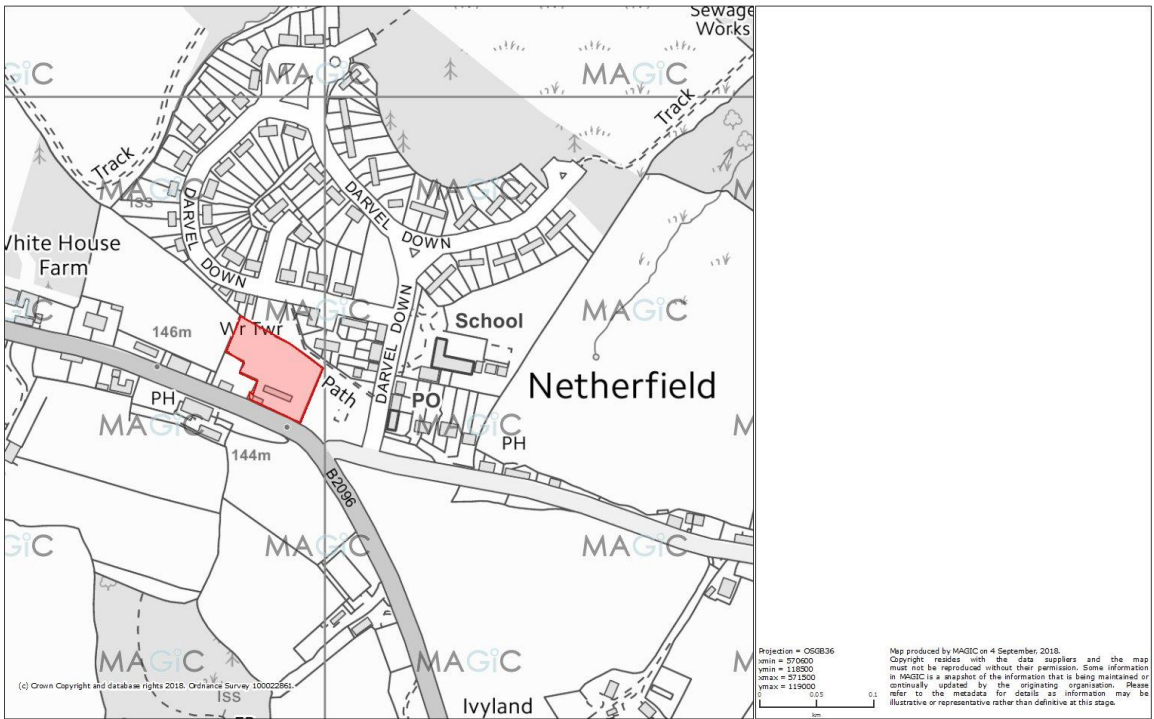 Sewage
Works
GiC
MAGiC
MAGiC
Track
Track
MAGiC
MAGiC
M
ISS
DARVEL
DARVEL
DOWN
White House
Farm
DOWN
GiC
MAGiC
MAGiC
M
Wr Twr
146m
School
DARVEL DOWN
Path
Netherfield
PO
PH
MAGiC
MAGiC
MAGiC
M
PH
144m
B2096
GiC
MAGiC
MAGiC
M
MAGiC
MAGiC
MAGiC
M
(c) Crown Copyright and database rights 2018. Ordnance Survey 100022861.
ISS
Ivyland
Projection = OSGB36
xmin = 570600
ymin = 118500
xmax = 571500
ymax = 119000
0 0.05 0.1
km
Map produced by MAGIC on 4 September, 2018.
Copyright resides with the data suppliers and the map
must not be reproduced without their permission. Some information
in MAGIC is a snapshot of the information that is being maintained or
continually updated by the originating organisation. Please
refer to the metadata for details as information may be
illustrative or representative rather than definitive at this stage.